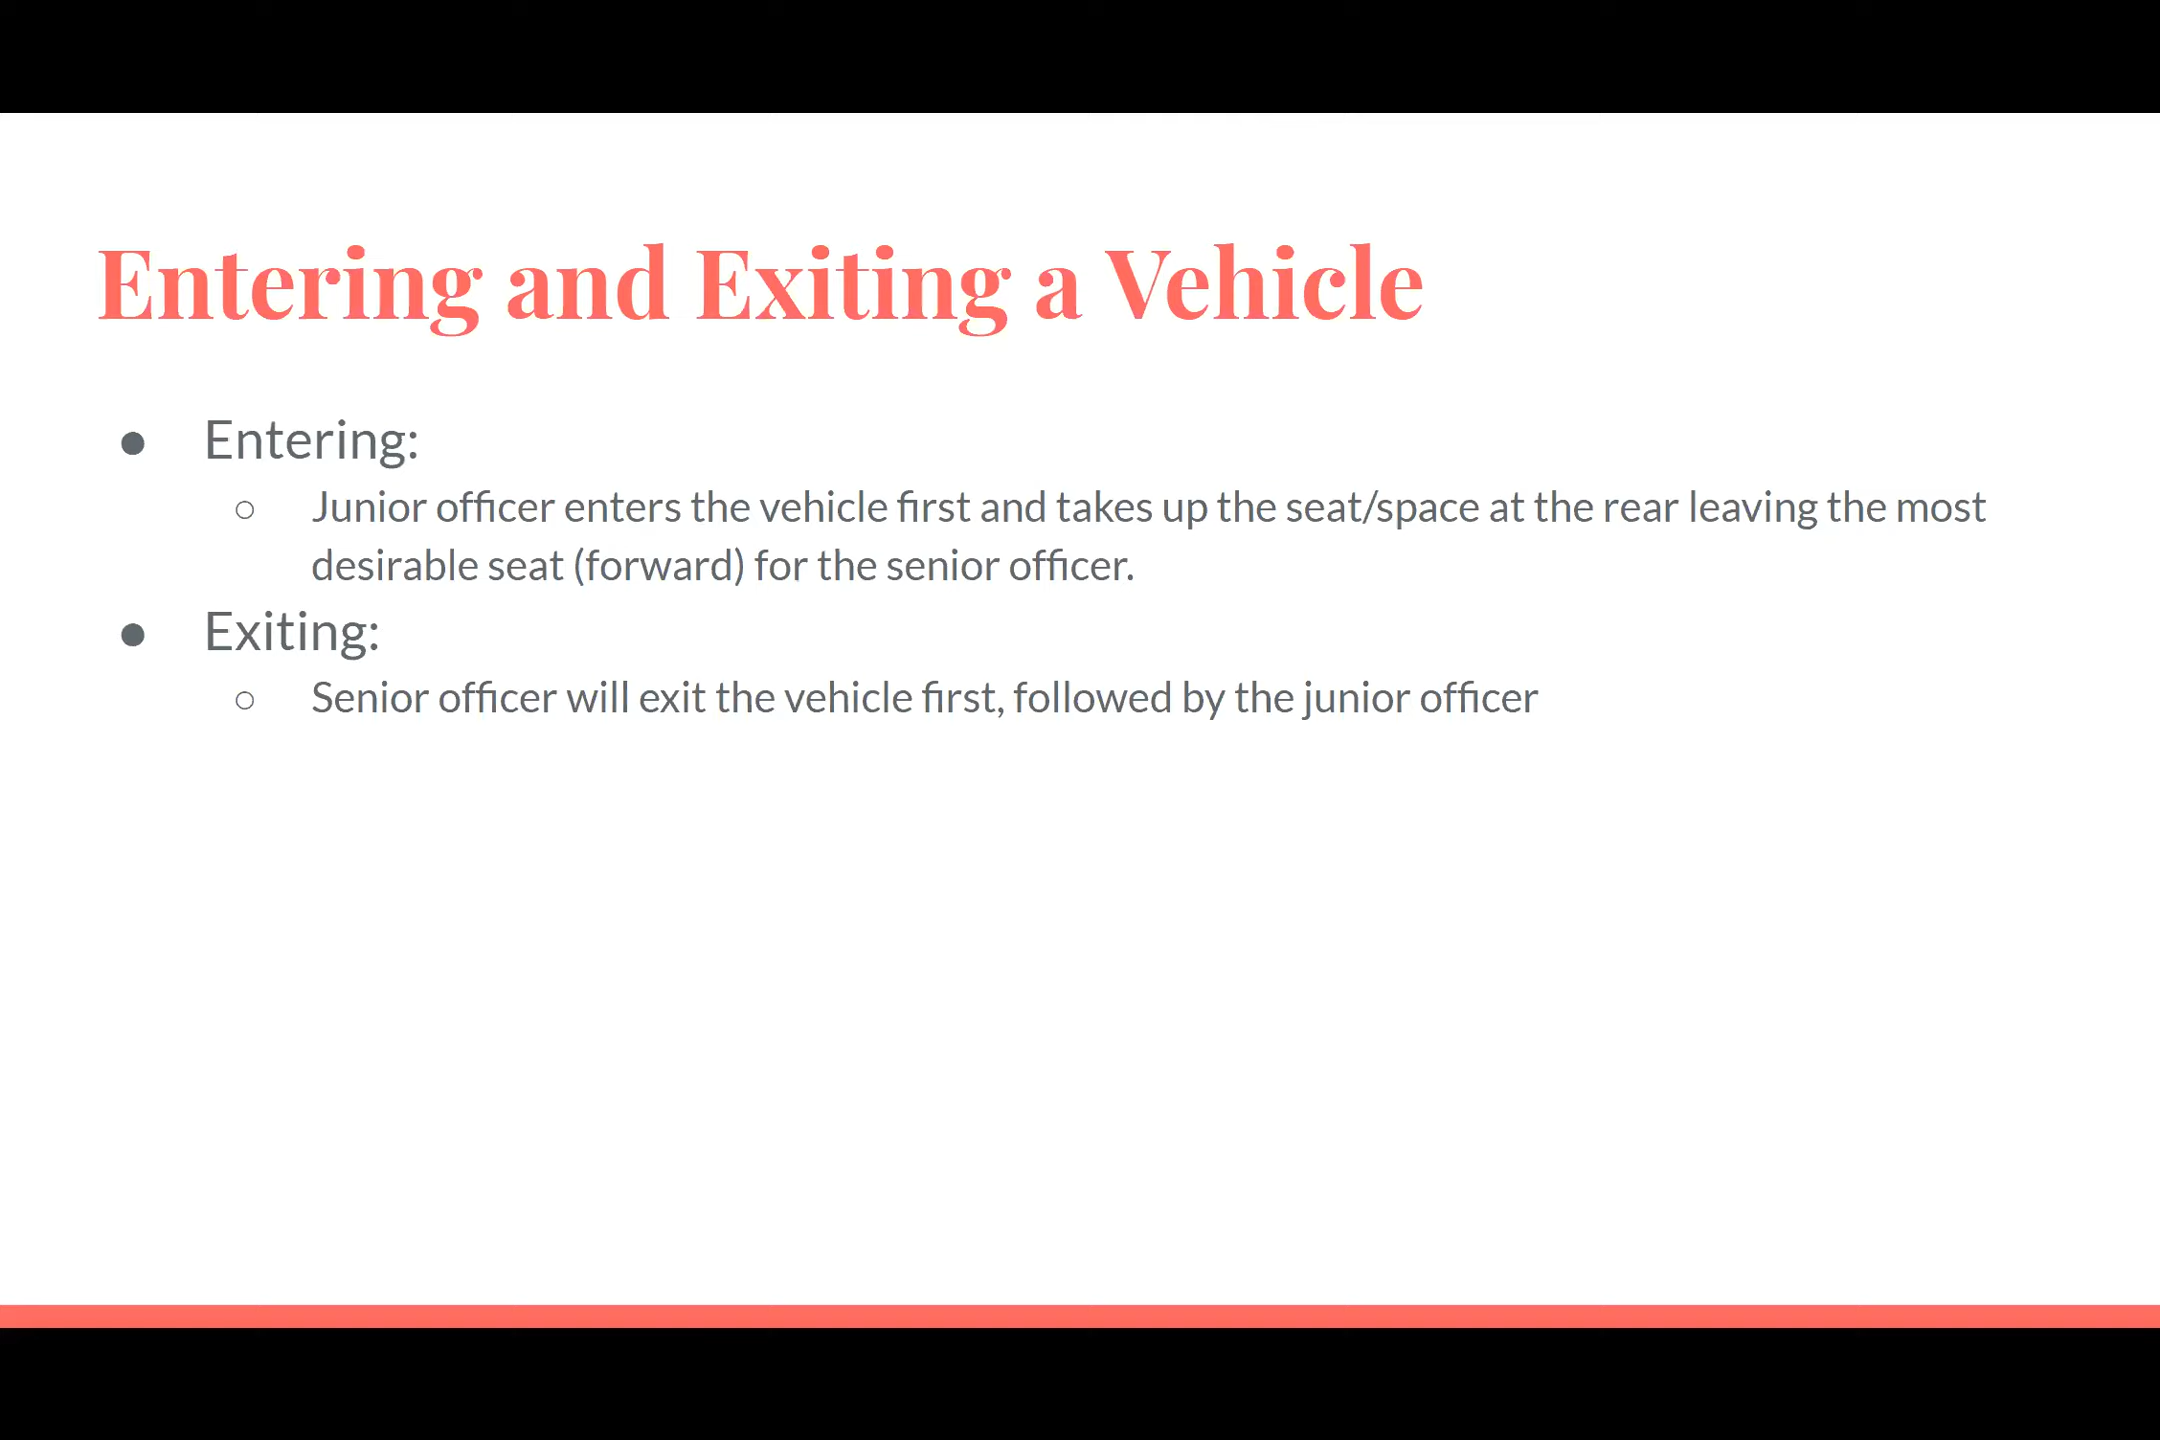 Entering and Exiting a Vehicle
● Entering:
○ Junior officer enters the vehicle first and takes up the seat/space at the rear leaving the most
desirable seat (forward) for the senior officer.
● Exiting:
○ Senior officer will exit the vehicle first, followed by the junior officer